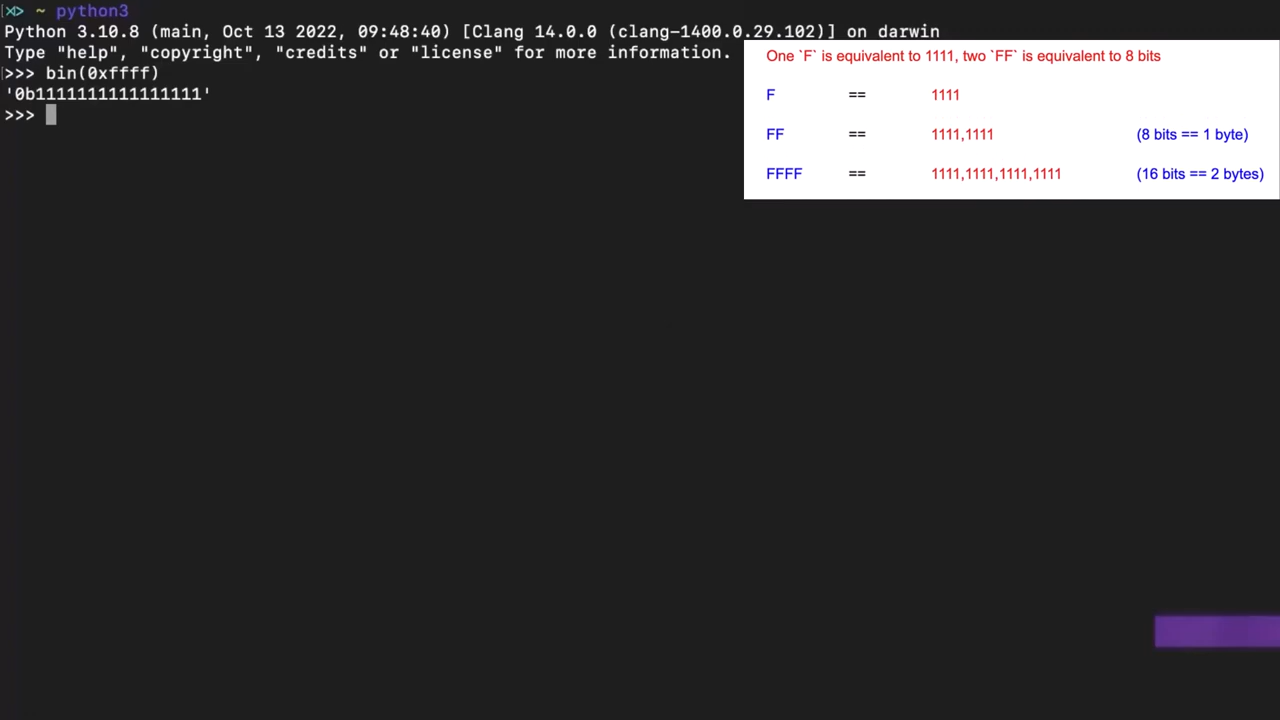 ~ python3
Python 3.10.8 (main, Oct 13 2022, 09:48:40) [Clang 14.0.0 (clang-1400.0.29.102)] on darwin
Type "help", "copyright", "credits" or "license" for more information.
>>> bin(0xffff)
'0b1111111111111111'
>>>
One `F` is equivalent to 1111, two `FF` is equivalent to 8 bits
F == 1111
FF == 1111,1111 (8 bits == 1 byte)
FFFF == 1111,1111,1111,1111 (16 bits == 2 bytes)